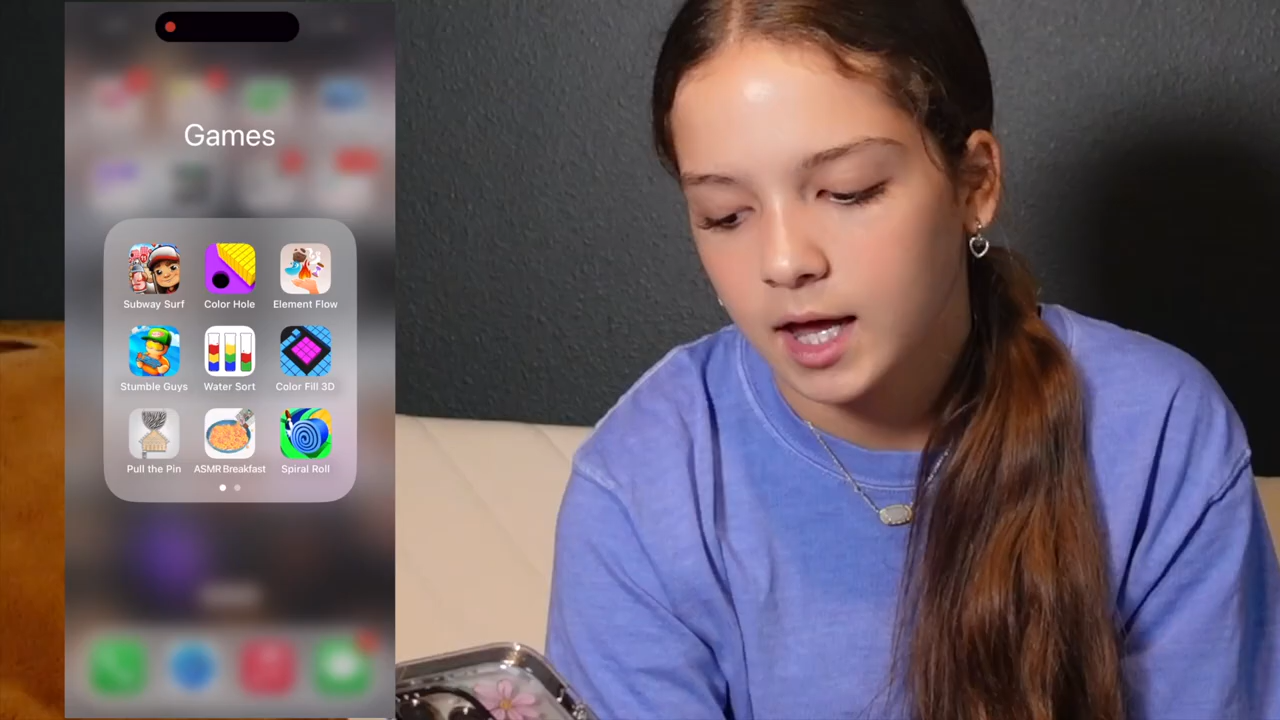 Games
Subway Surf
Color Hole
Element Flow
Stumble Guys
Water Sort
Color Fill 3D
Pull the Pin
ASMR Breakfast
Spiral Roll